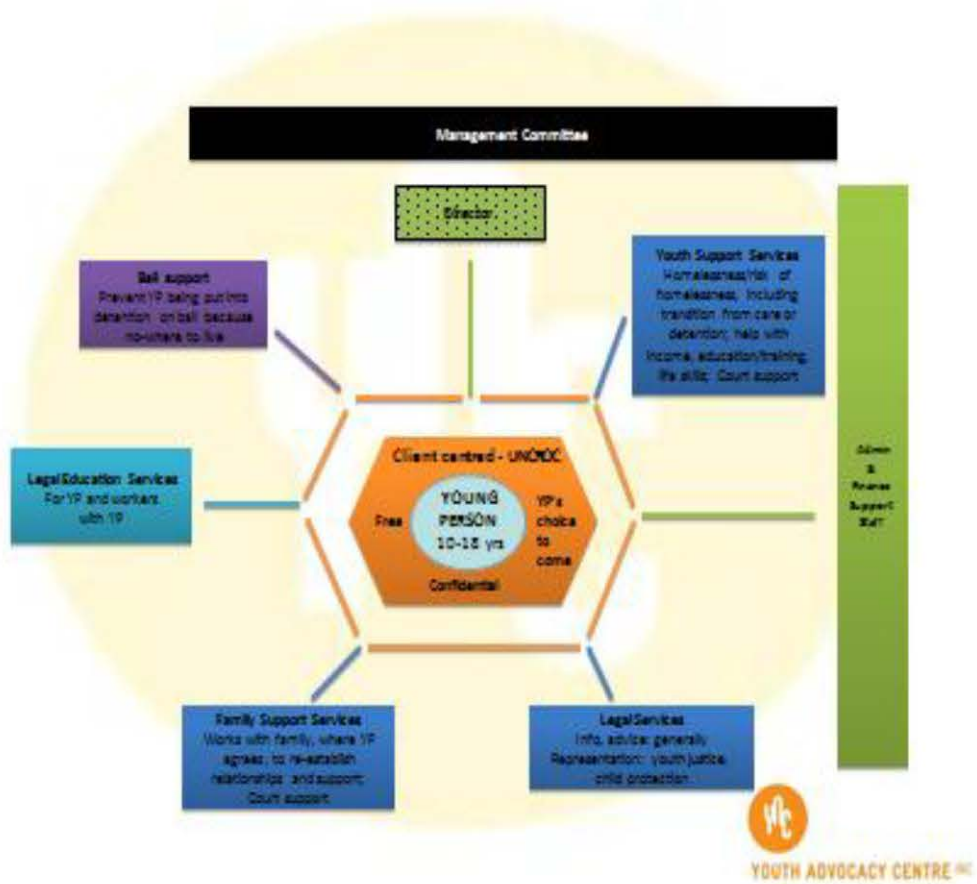 Management Committee
Director
Bail support
Prevent YP being put into
detention on bail because
no-where to live
Youth Support Services
Homelessness/risk of
homelessness, including
transition from care or
detention; help with
income, education/training,
life skills; Court support
Legal Education Services
For YP and workers
with YP
Client centred - UNCROC
Free
YOUNG
PERSON
10-18 yrs
YP's
choice
to
come
Confidential
Admin
&
Finance
Support
Staff
Family Support Services
Works with family, where YP
agrees, to re-establish
relationships and support;
Court support
Legal Services
Info, advice: generally
Representation: youth justice,
child protection
YAC
YOUTH ADVOCACY CENTRE INC